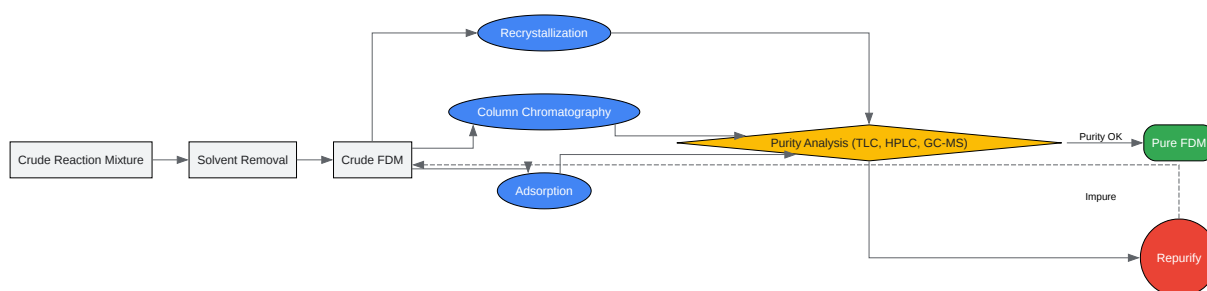 Recrystallization
Column Chromatography
Crude Reaction Mixture
Solvent Removal
Crude FDM
Adsorption
Purity Analysis (TLC, HPLC, GC-MS)
Purity OK
Pure FDM
Impure
Repurify